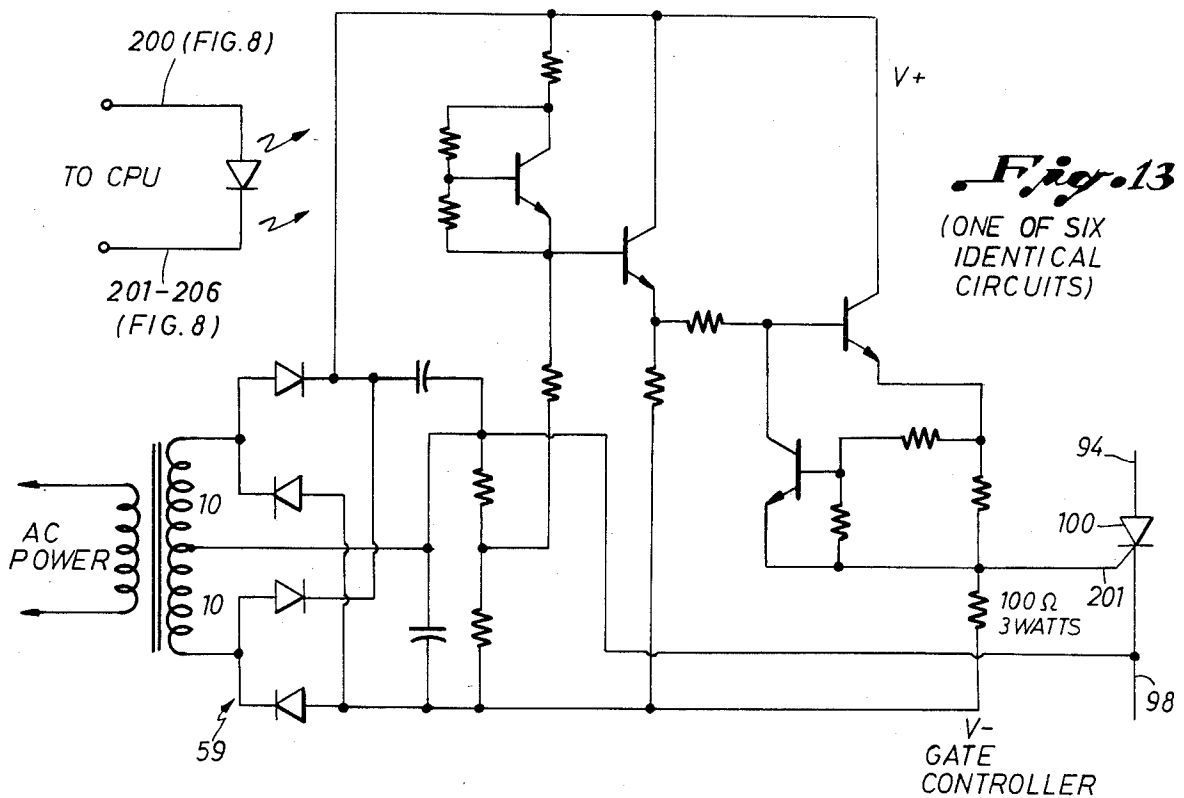 200 (FIG.8)
TO CPU
201-206
(FIG.8)
V+
Fig. 13
(ONE OF SIX
IDENTICAL
CIRCUITS)
10
AC
POWER
10
59
94
100
201
100 Ω
3 WATTS
98
V-
GATE
CONTROLLER